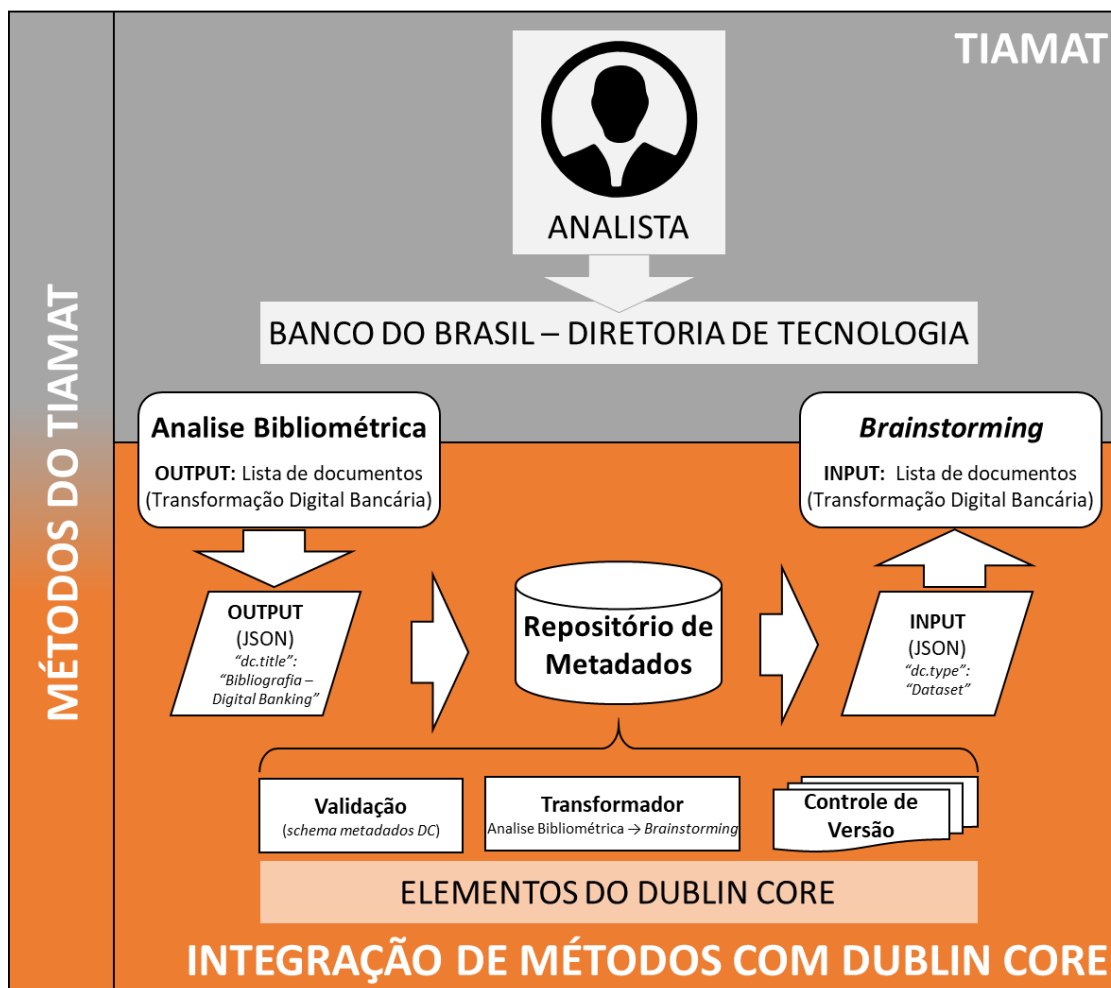 TIAMAT
MÉTODOS DO TIAMAT
ANALISTA
BANCO DO BRASIL – DIRETORIA DE TECNOLOGIA
Analise Bibliométrica
OUTPUT: Lista de documentos
(Transformação Digital Bancária)
Brainstorming
INPUT: Lista de documentos
(Transformação Digital Bancária)
OUTPUT
(JSON)
“dc.title”:
“Bibliografia –
Digital Banking”
Repositório de
Metadados
INPUT
(JSON)
“dc.type”:
“Dataset”
Validação
(schema metadados DC)
Transformador
Analise Bibliométrica → Brainstorming
Controle de
Versão
ELEMENTOS DO DUBLIN CORE
INTEGRAÇÃO DE MÉTODOS COM DUBLIN CORE